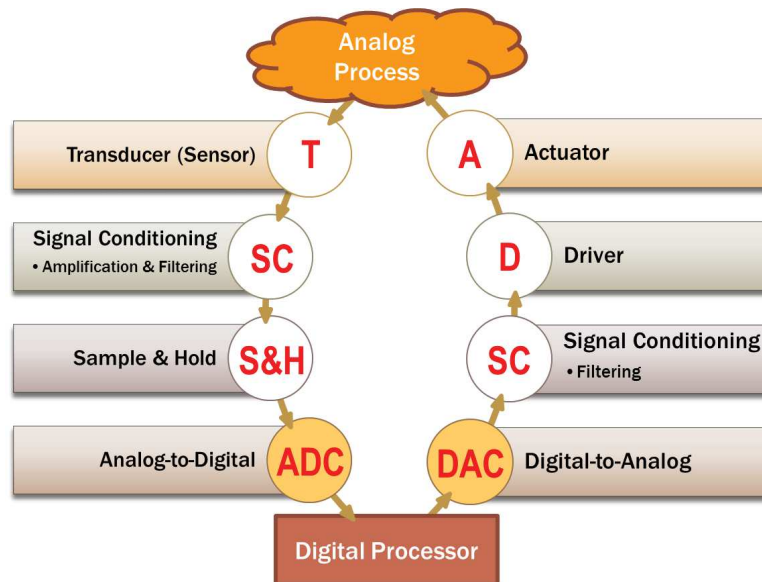 Analog
Process
Transducer (Sensor)
T
A
Actuator
Signal Conditioning
• Amplification & Filtering
SC
D
Driver
Sample & Hold
S&H
SC
Signal Conditioning
• Filtering
Analog-to-Digital
ADC
DAC
Digital-to-Analog
Digital Processor